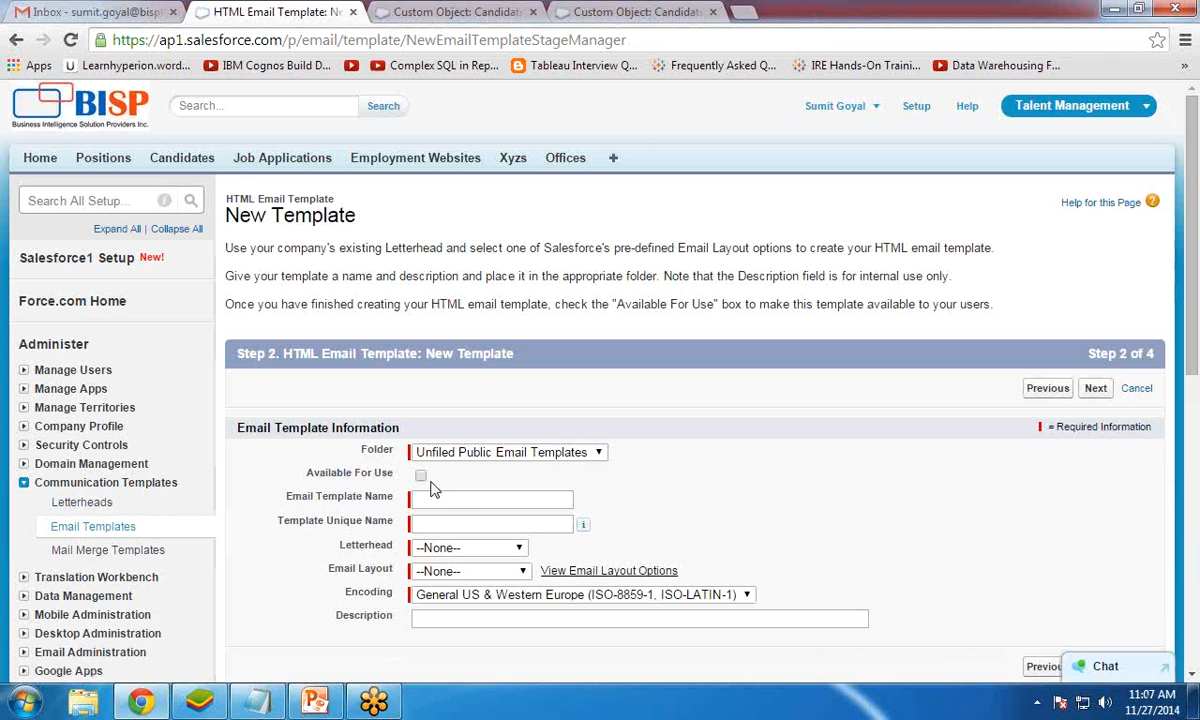 Inbox - sumit.goyal@bisp
HTML Email Template: Ne
Custom Object: Candidat
Custom Object: Candidat
https://ap1.salesforce.com/p/email/template/NewEmailTemplateStageManager
Apps
Learnhyperion.word...
IBM Cognos Build D...
Complex SQL in Rep...
Tableau Interview Q...
Frequently Asked Q...
IRE Hands-On Traini...
Data Warehousing F...
»
BISP
Business Intelligence Solution Providers Inc.
Search...
Search
Sumit Goyal
Setup
Help
Talent Management
Home
Positions
Candidates
Job Applications
Employment Websites
Xyzs
Offices
+
Search All Setup...
Expand All | Collapse All
Salesforce1 Setup New!
Force.com Home
Administer
Manage Users
Manage Apps
Manage Territories
Company Profile
Security Controls
Domain Management
Communication Templates
Letterheads
Email Templates
Mail Merge Templates
Translation Workbench
Data Management
Mobile Administration
Desktop Administration
Email Administration
Google Apps
HTML Email Template
New Template
Help for this Page ?
Use your company's existing Letterhead and select one of Salesforce's pre-defined Email Layout options to create your HTML email template.
Give your template a name and description and place it in the appropriate folder. Note that the Description field is for internal use only.
Once you have finished creating your HTML email template, check the "Available For Use" box to make this template available to your users.
Step 2. HTML Email Template: New Template
Step 2 of 4
Previous
Next
Cancel
Email Template Information
= Required Information
Folder
Unfiled Public Email Templates
Available For Use
Email Template Name
Template Unique Name
i
Letterhead
--None--
Email Layout
--None--
View Email Layout Options
Encoding
General US & Western Europe (ISO-8859-1, ISO-LATIN-1)
Description
Previou
Chat
11:07 AM
11/27/2014